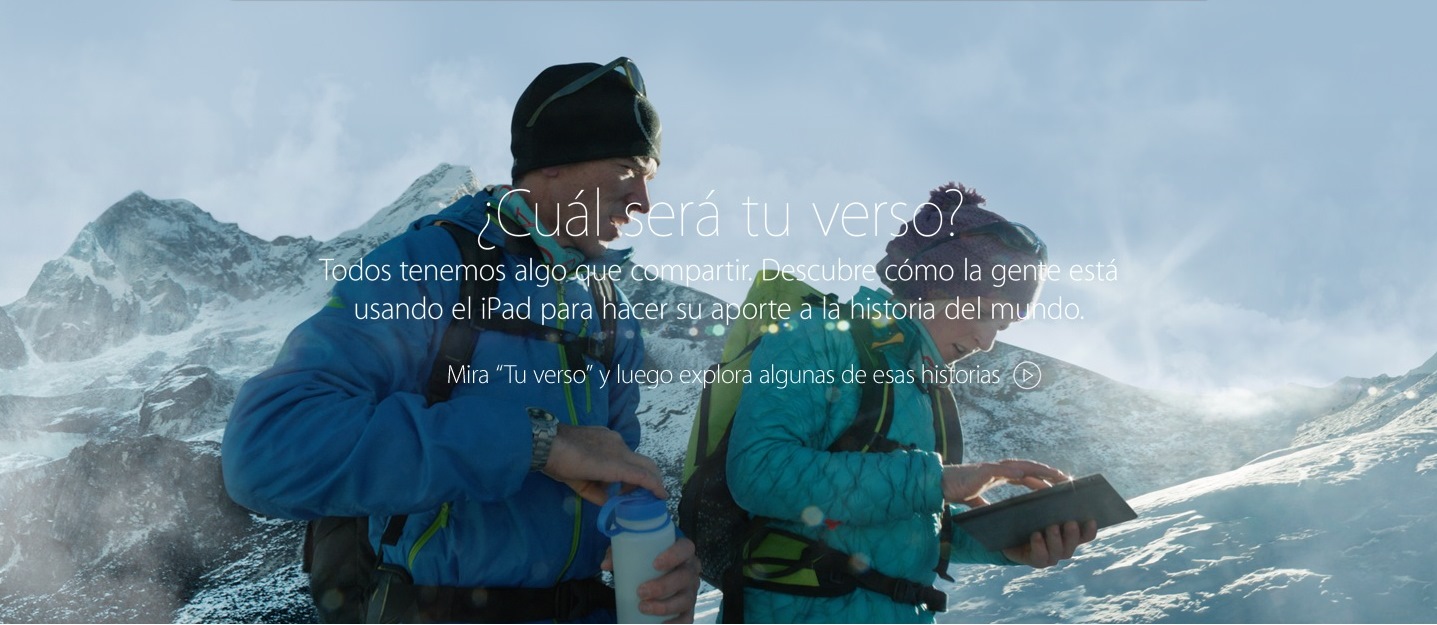 ¿Cuál será tu verso?
Todos tenemos algo que compartir. Descubre cómo la gente está
usando el iPad para hacer su aporte a la historia del mundo.
Mira “Tu verso” y luego explora algunas de esas historias